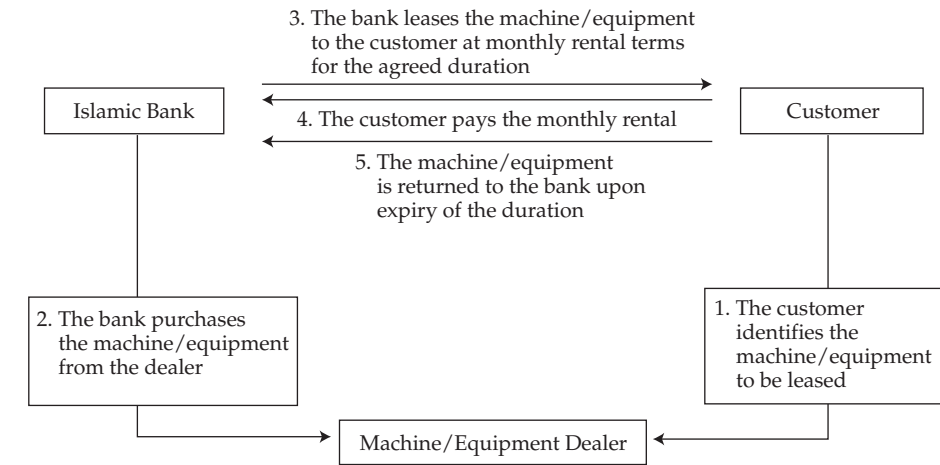 3. The bank leases the machine/equipment
to the customer at monthly rental terms
for the agreed duration
Islamic Bank
Customer
4. The customer pays the monthly rental
5. The machine/equipment
is returned to the bank upon
expiry of the duration
2. The bank purchases
the machine/equipment
from the dealer
1. The customer
identifies the
machine/equipment
to be leased
Machine/Equipment Dealer